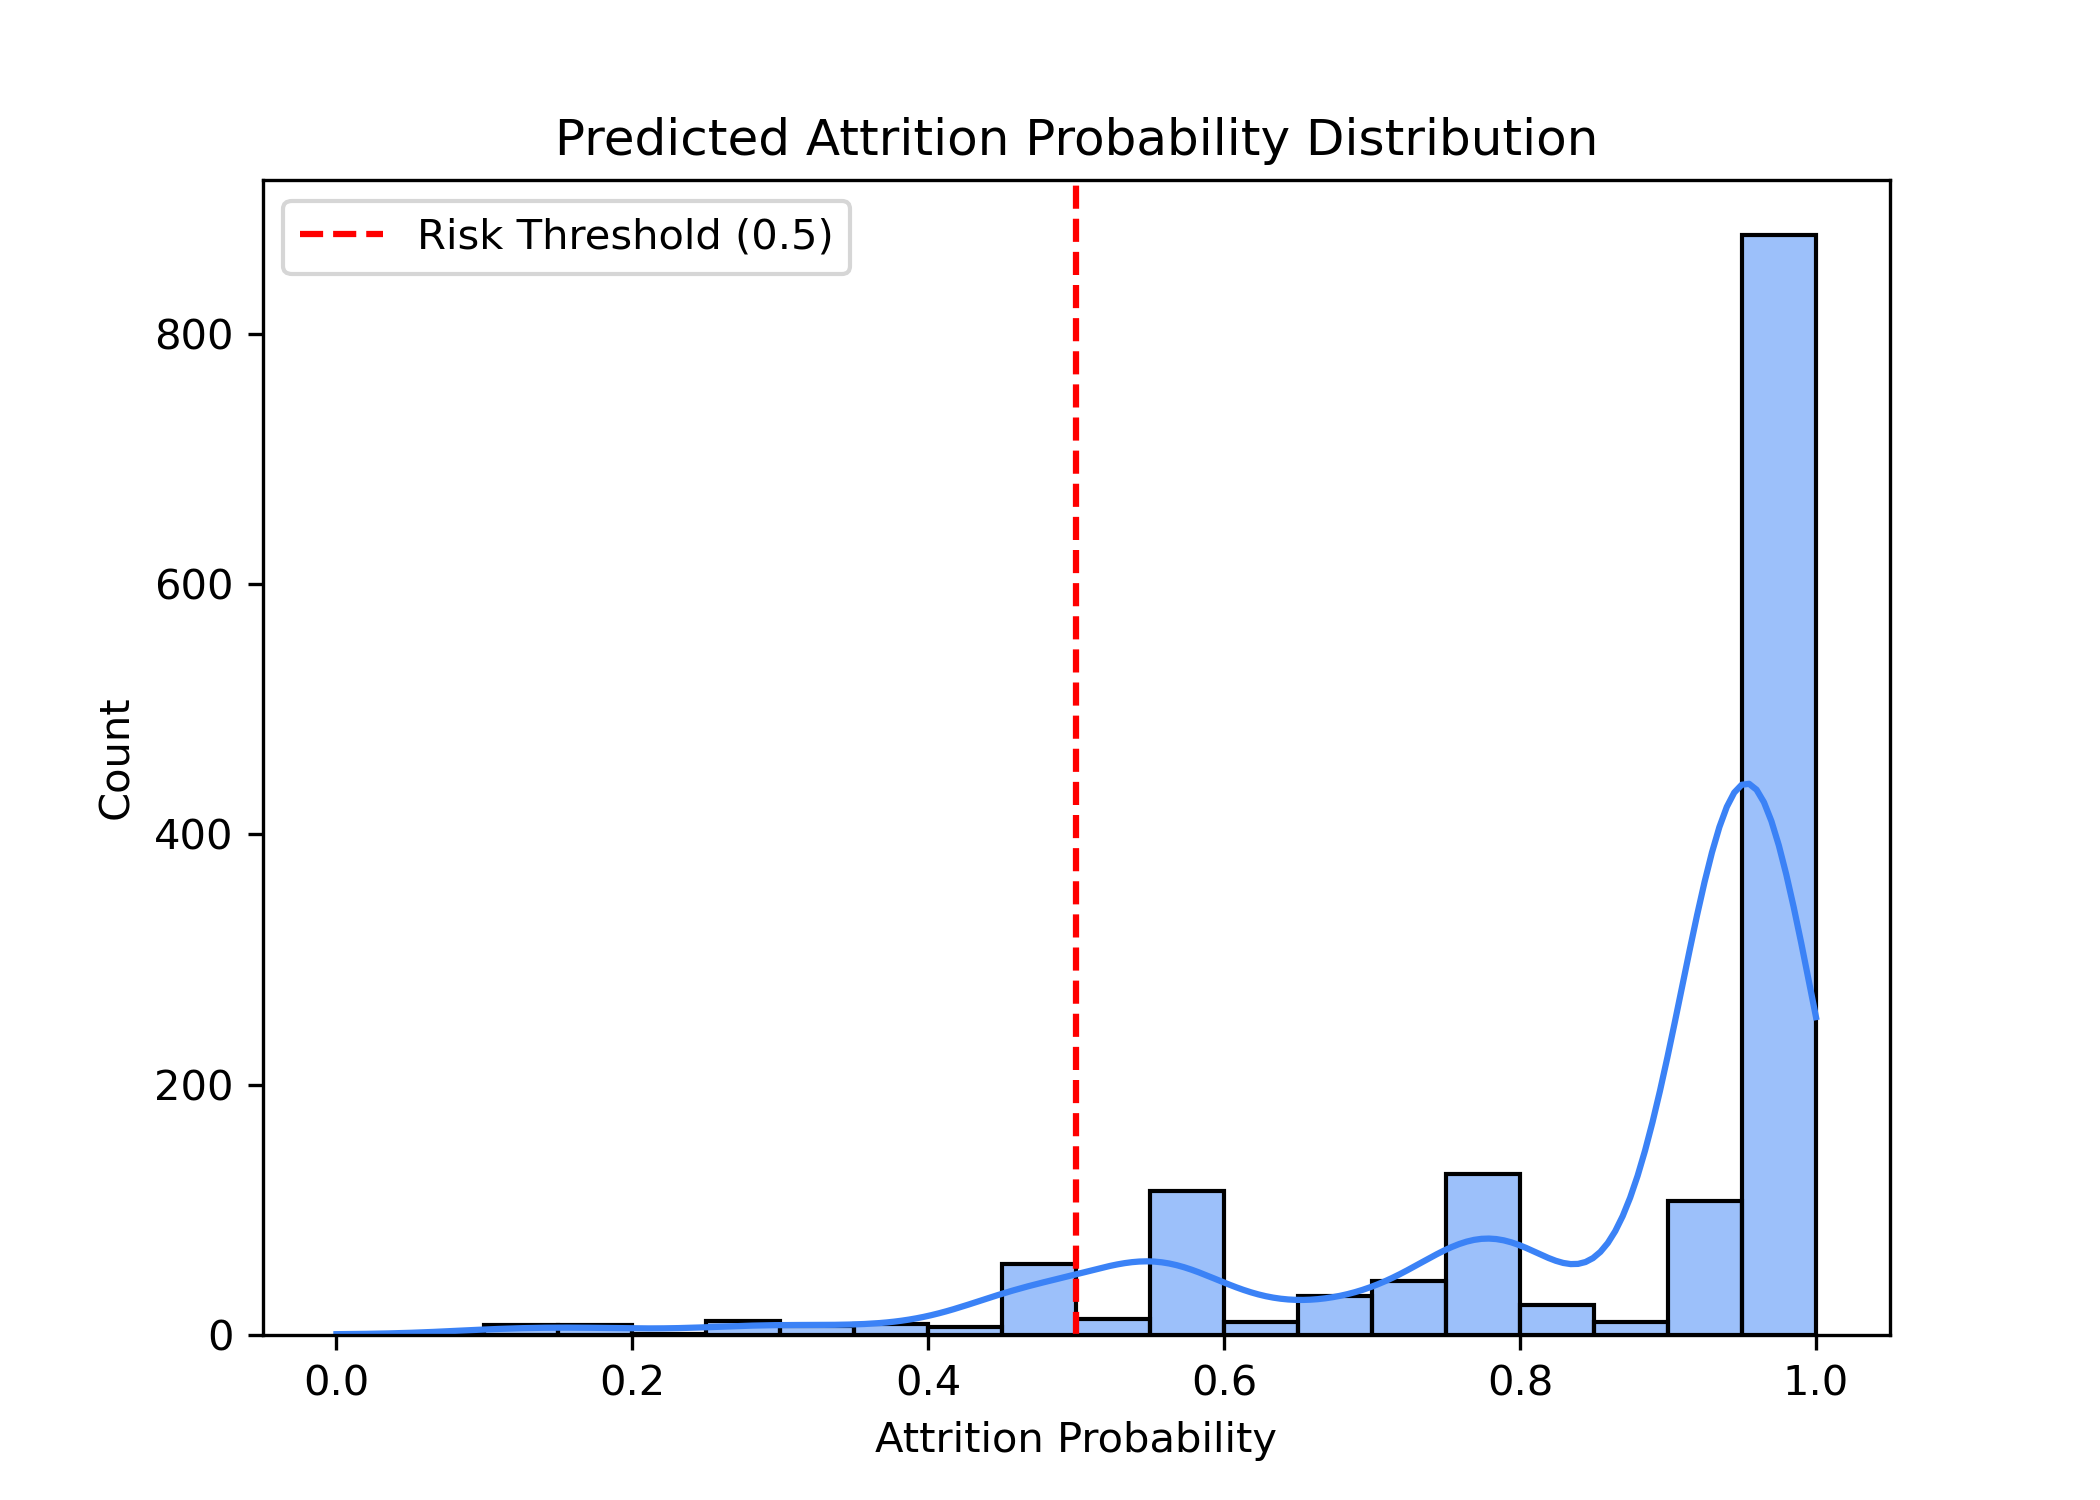 Predicted Attrition Probability Distribution
Risk Threshold (0.5)
800
600
400
200
0
Count
0.0 0.2 0.4 0.6 0.8 1.0
Attrition Probability